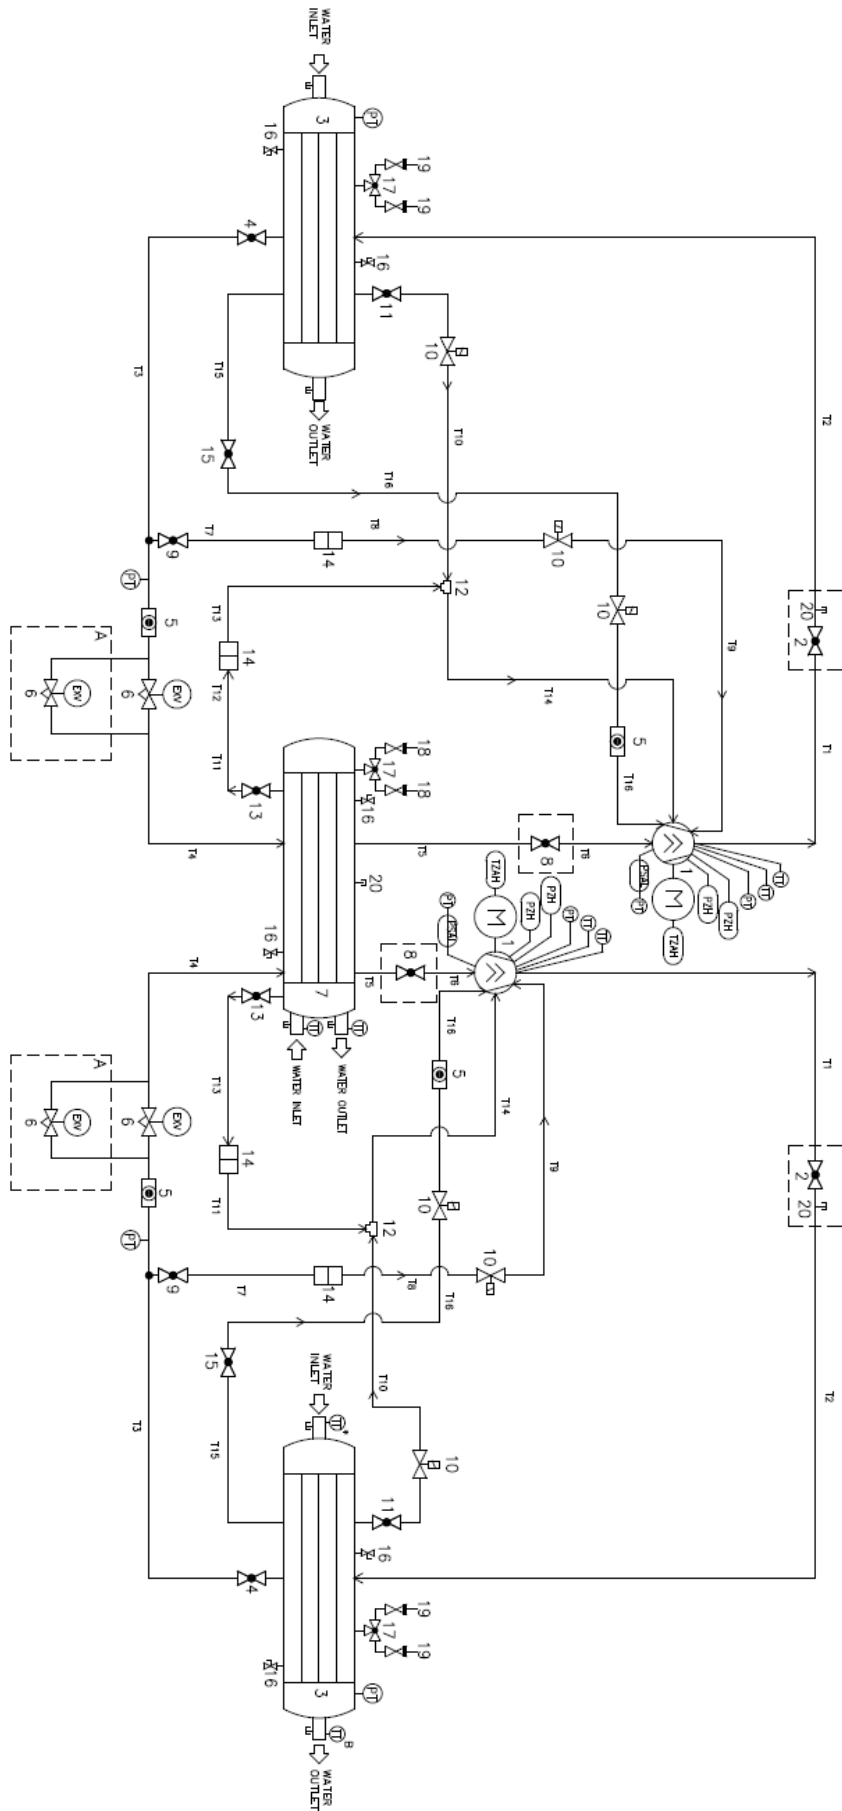 WATER
INLET
3
PT
16
19
17
19
4
16
11
10
T3
T15
WATER
OUTLET
T10
T2
15
T16
T7
T8
9
14
10
PT
12
10
20
2
5
T13
T9
A
14
6
EXV
6
EXV
T12
T14
5
T11
18
17
18
13
16
T16
T1
T4
T5
8
T6
1
PSAL
PT
M
TZAH
PZH
PZH
PT
TT
TT
20
TZAH
M
1
PT
PSAL
PZH
PZH
PT
TT
TT
16
T4
T5
8
T6
7
13
TT
TT
WATER INLET
WATER OUTLET
T16
T13
5
T14
T1
A
EXV
6
EXV
6
14
T9
2
5
T11
10
20
PT
12
10
9
T7
14
T8
T16
15
WATER
INLET
T10
T3
TT
*
T2
T15
10
11
16
4
19
17
19
16
3
PT
TT
B
WATER
OUTLET